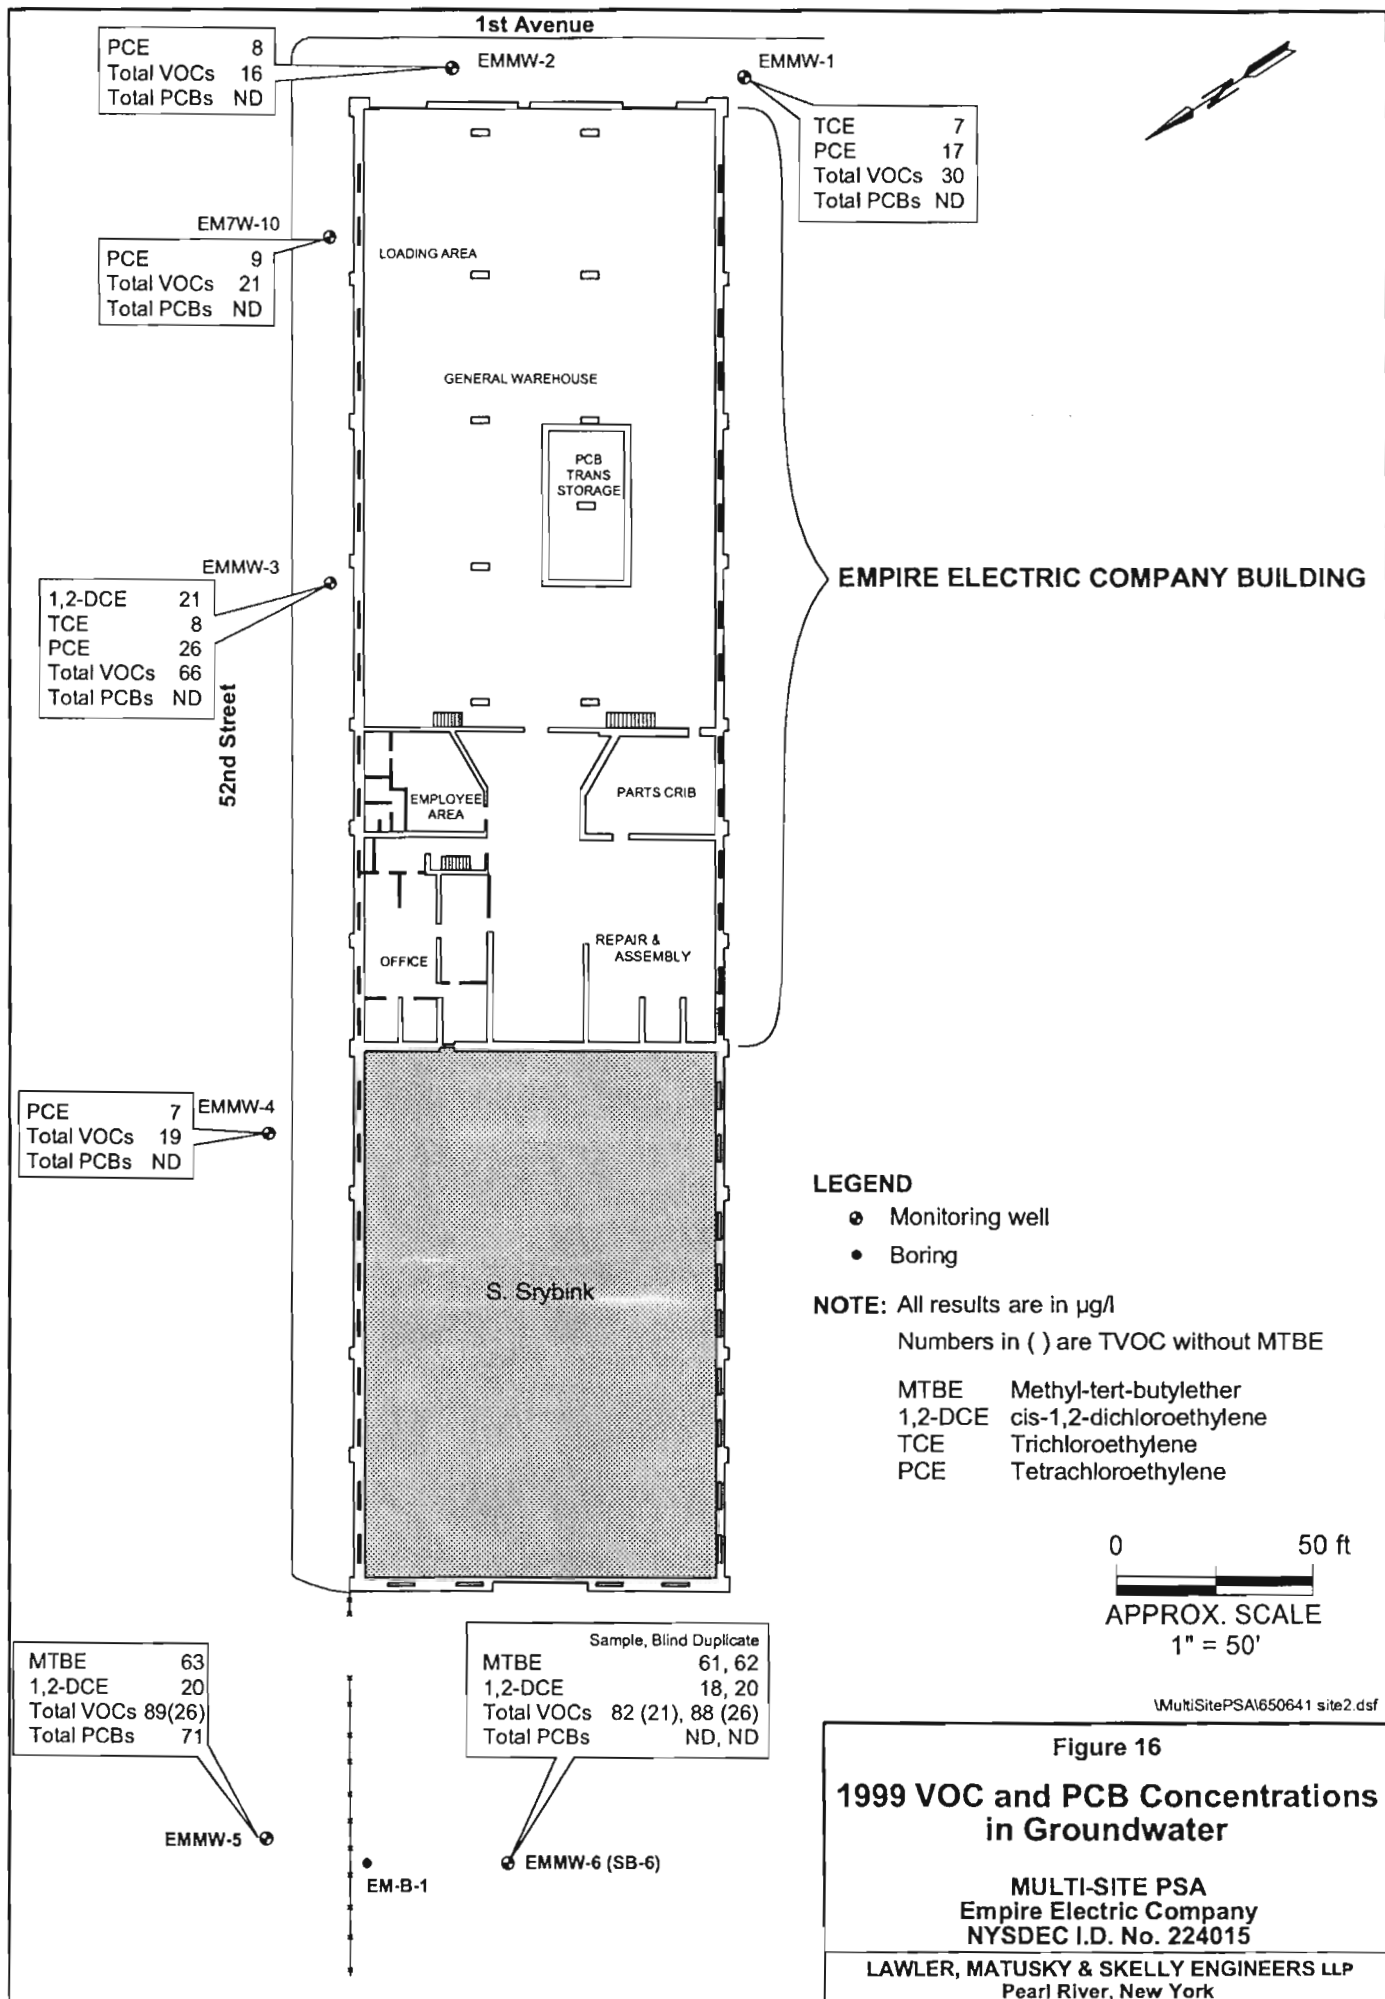 1st Avenue
PCE 8
Total VOCs 16
Total PCBs ND
EMMW-2
EMMW-1
TCE 7
PCE 17
Total VOCs 30
Total PCBs ND
N
EM7W-10
PCE 9
Total VOCs 21
Total PCBs ND
LOADING AREA
GENERAL WAREHOUSE
PCB
TRANS
STORAGE
EMMW-3
1,2-DCE 21
TCE 8
PCE 26
Total VOCs 66
Total PCBs ND
EMPIRE ELECTRIC COMPANY BUILDING
52nd Street
EMPLOYEE
AREA
PARTS CRIB
OFFICE
REPAIR &
ASSEMBLY
PCE 7
Total VOCs 19
Total PCBs ND
EMMW-4
S. Srybink
LEGEND
Monitoring well
Boring
NOTE: All results are in µg/l
Numbers in ( ) are TVOC without MTBE
MTBE Methyl-tert-butylether
1,2-DCE cis-1,2-dichloroethylene
TCE Trichloroethylene
PCE Tetrachloroethylene
0 50 ft
APPROX. SCALE
1" = 50'
MTBE 63
1,2-DCE 20
Total VOCs 89(26)
Total PCBs 71
Sample, Blind Duplicate
MTBE 61, 62
1,2-DCE 18, 20
Total VOCs 82 (21), 88 (26)
Total PCBs ND, ND
EMMW-5
EM-B-1
EMMW-6 (SB-6)
\MultiSitePSA\650641 site2.dsf
Figure 16
1999 VOC and PCB Concentrations
in Groundwater
MULTI-SITE PSA
Empire Electric Company
NYSDEC I.D. No. 224015
LAWLER, MATUSKY & SKELLY ENGINEERS LLP
Pearl River, New York